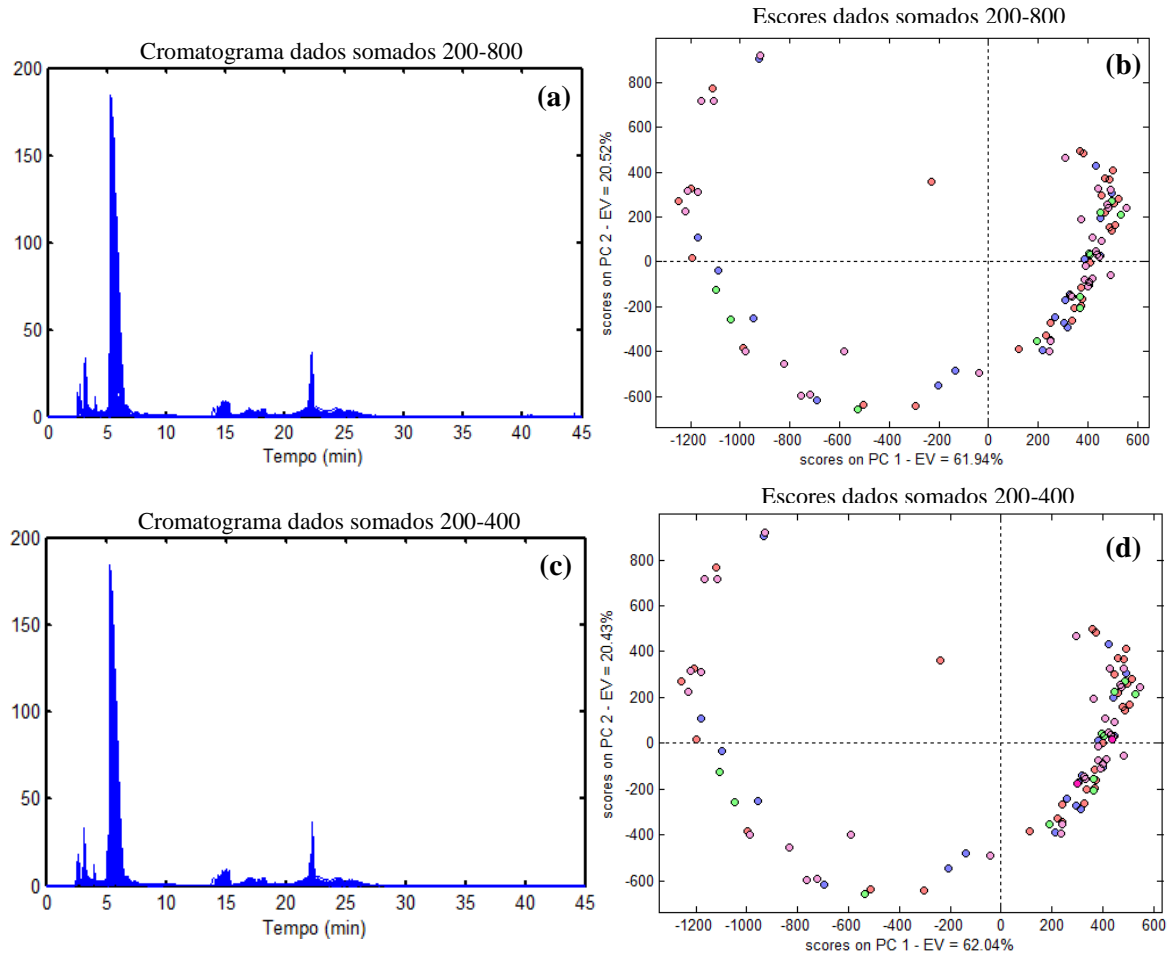 Cromatograma dados somados 200-800
(a)
200
150
100
50
0
0 5 10 15 20 25 30 35 40 45
Tempo (min)
Escores dados somados 200-800
(b)
scores on PC 2 - EV = 20.52%
800
600
400
200
0
-200
-400
-600
-1200 -1000 -800 -600 -400 -200 0 200 400 600
scores on PC 1 - EV = 61.94%
Cromatograma dados somados 200-400
(c)
200
150
100
50
0
0 5 10 15 20 25 30 35 40 45
Tempo (min)
Escores dados somados 200-400
(d)
scores on PC 2 - EV = 20.43%
800
600
400
200
0
-200
-400
-600
-1200 -1000 -800 -600 -400 -200 0 200 400 600
scores on PC 1 - EV = 62.04%